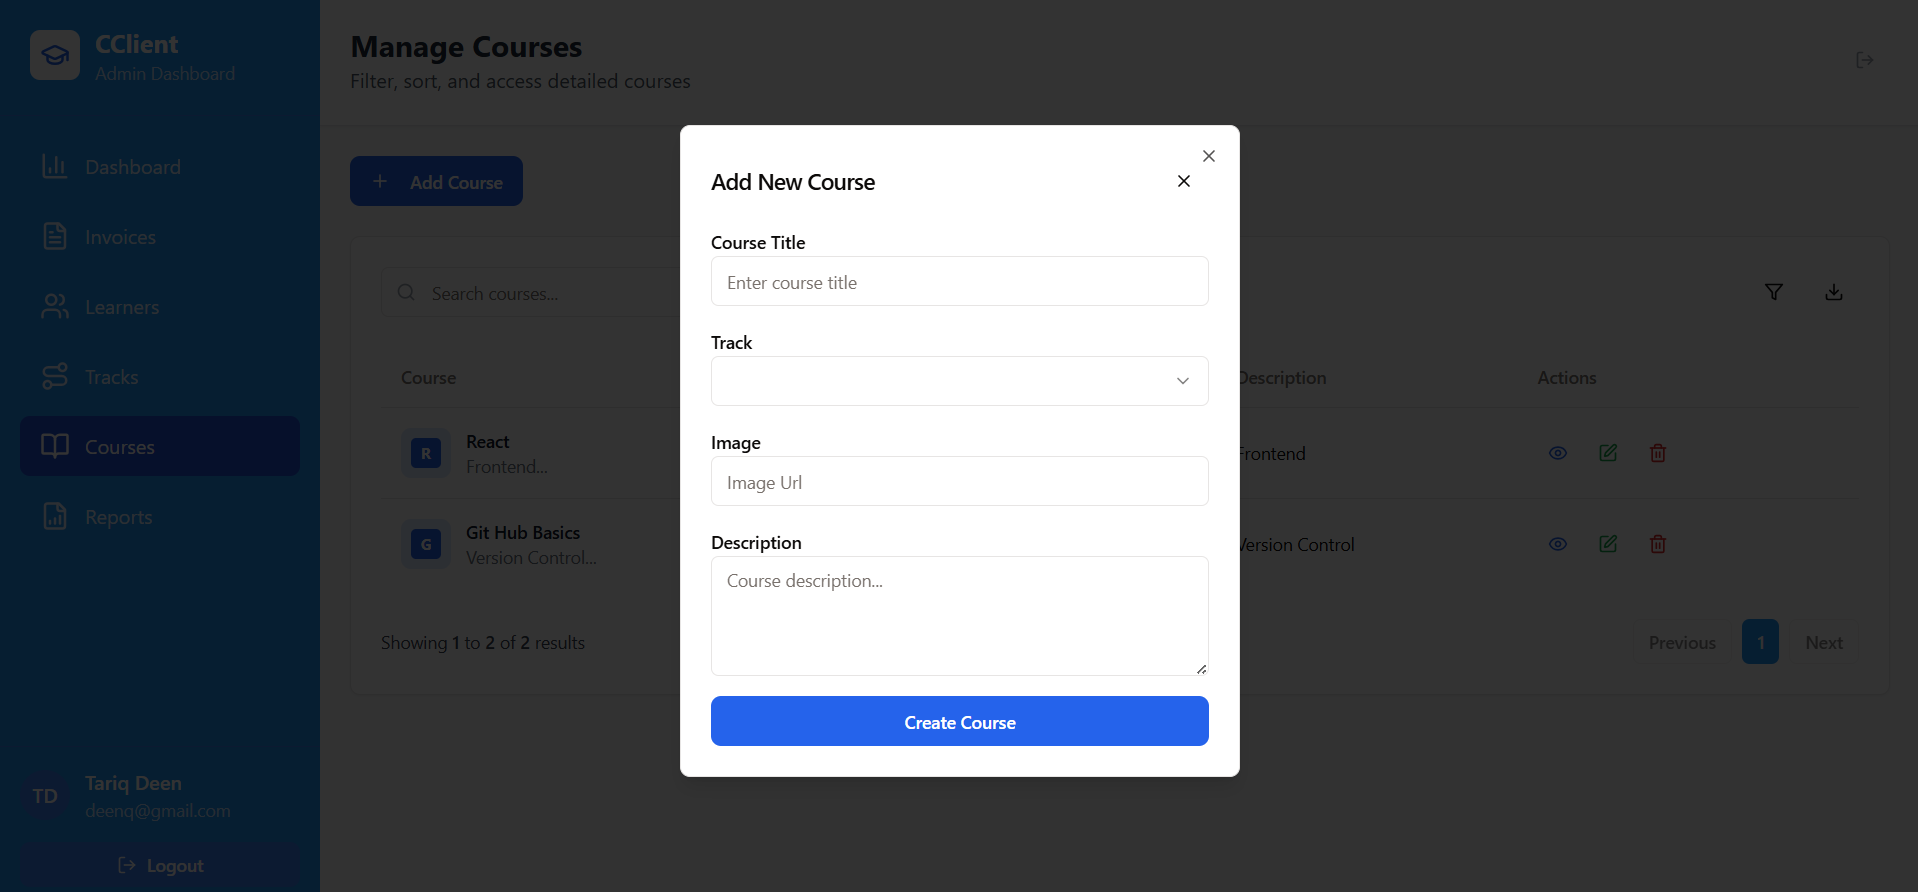 CClient
Admin Dashboard
Dashboard
Invoices
Learners
Tracks
Courses
Reports
TD
Tariq Deen
deenq@gmail.com
Logout
Manage Courses
Filter, sort, and access detailed courses
Add Course
Search courses...
Course
Description
Actions
R
React
Frontend...
Frontend
G
Git Hub Basics
Version Control...
Version Control
Showing 1 to 2 of 2 results
Previous
1
Next
Add New Course
Course Title
Enter course title
Track
Image
Image Url
Description
Course description...
Create Course